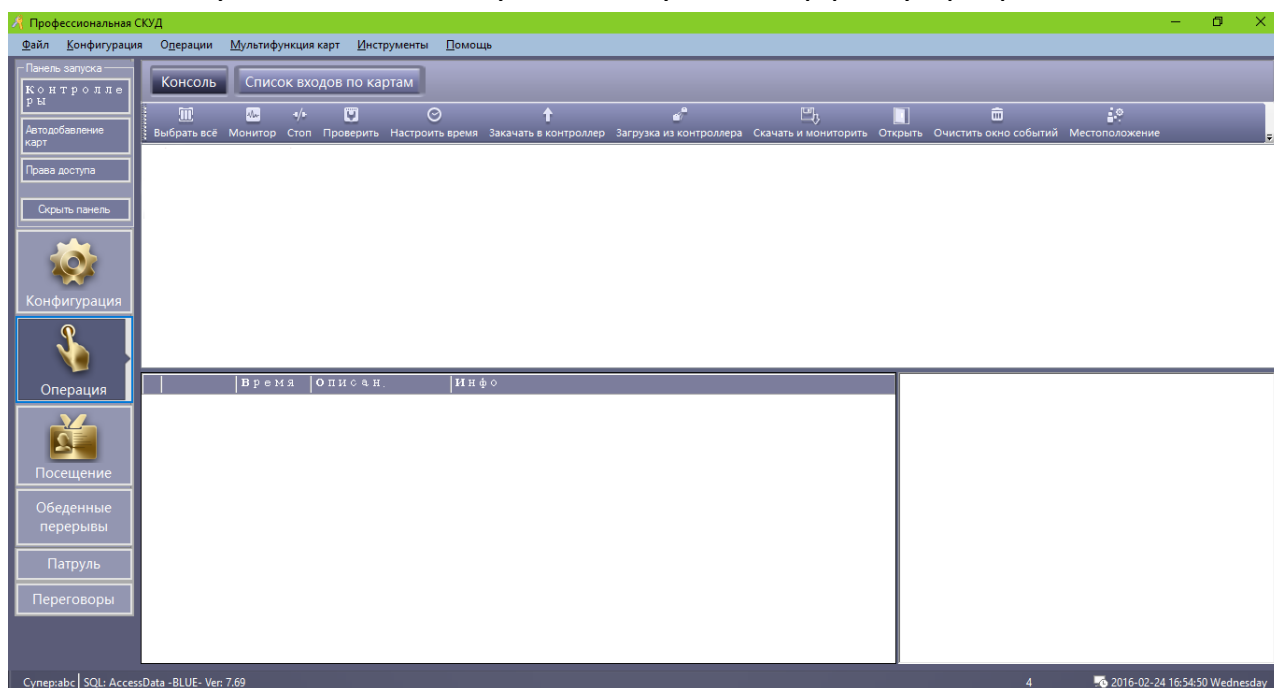 Профессиональная СКУД
Файл Конфигурация Операции Мультифункция карт Инструменты Помощь
Панель запуска
Контролле
ры
Автодобавление
карт
Права доступа
Скрыть панель
Конфигурация
Операция
Посещение
Обеденные
перерывы
Патруль
Переговоры
Консоль Список входов по картам
Выбрать всё Монитор Стоп Проверить Настроить время Закачать в контроллер Загрузка из контроллера Скачать и мониторить Открыть Очистить окно событий Местоположение
Время Описан. Инфо
Супер:abc SQL: AccessData -BLUE- Ver: 7.69 4 2016-02-24 16:54:50 Wednesday